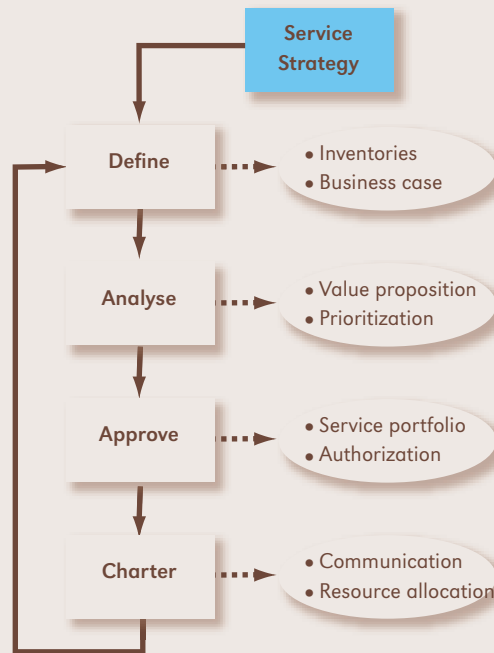 Service
Strategy
Define
• Inventories
• Business case
Analyse
• Value proposition
• Prioritization
Approve
• Service portfolio
• Authorization
Charter
• Communication
• Resource allocation